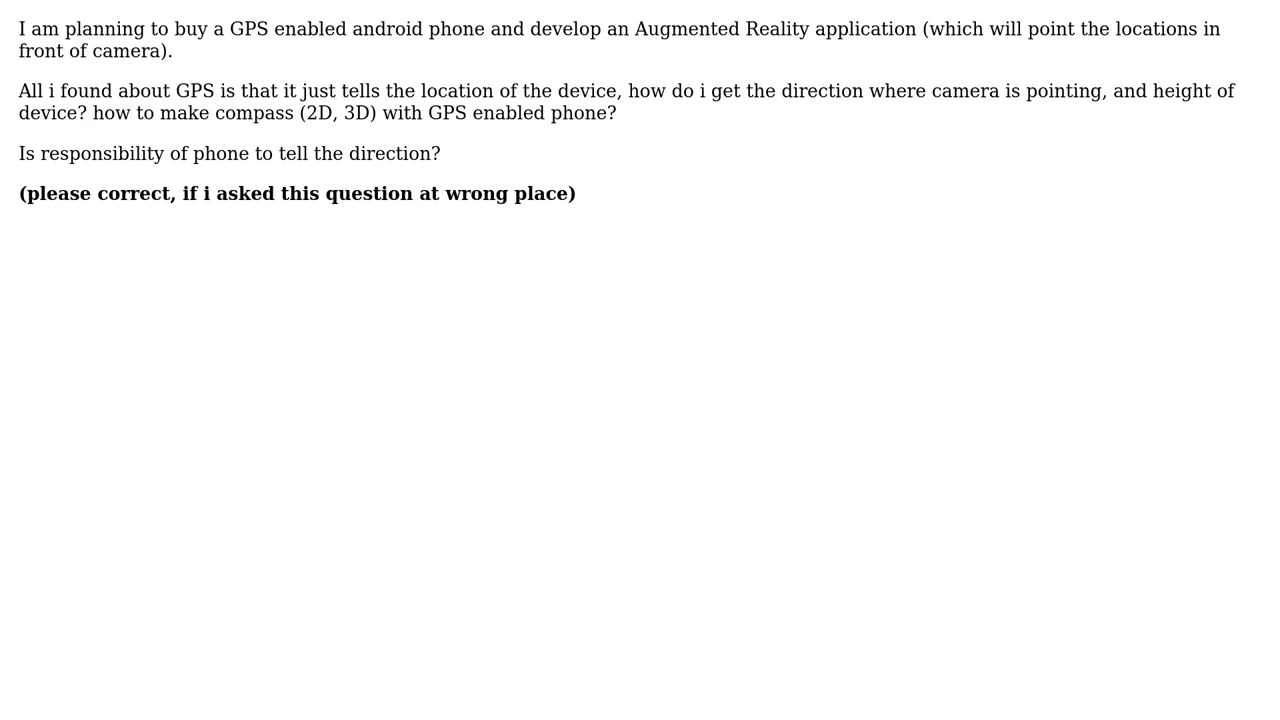 I am planning to buy a GPS enabled android phone and develop an Augmented Reality application (which will point the locations in
front of camera).
All i found about GPS is that it just tells the location of the device, how do i get the direction where camera is pointing, and height of
device? how to make compass (2D, 3D) with GPS enabled phone?
Is responsibility of phone to tell the direction?
(please correct, if i asked this question at wrong place)